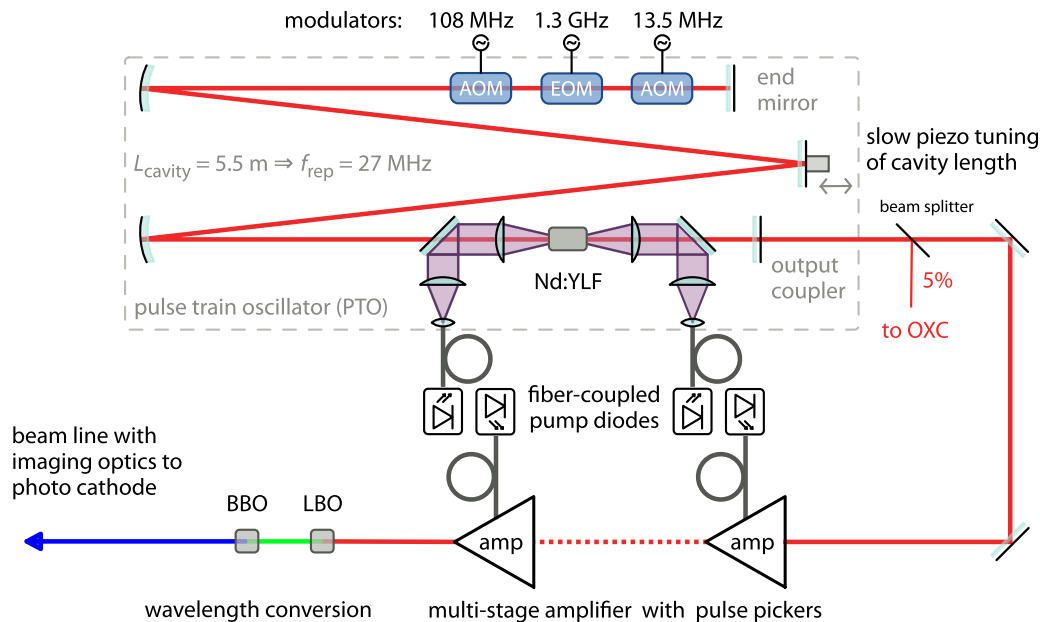 modulators: 108 MHz 1.3 GHz 13.5 MHz
AOM EOM AOM
end
mirror
slow piezo tuning
of cavity length
L_cavity = 5.5 m ⇒ f_rep = 27 MHz
beam splitter
Nd:YLF
output
coupler
5%
pulse train oscillator (PTO)
to OXC
fiber-coupled
pump diodes
beam line with
imaging optics to
photo cathode
BBO LBO
amp amp
wavelength conversion
multi-stage amplifier with pulse pickers